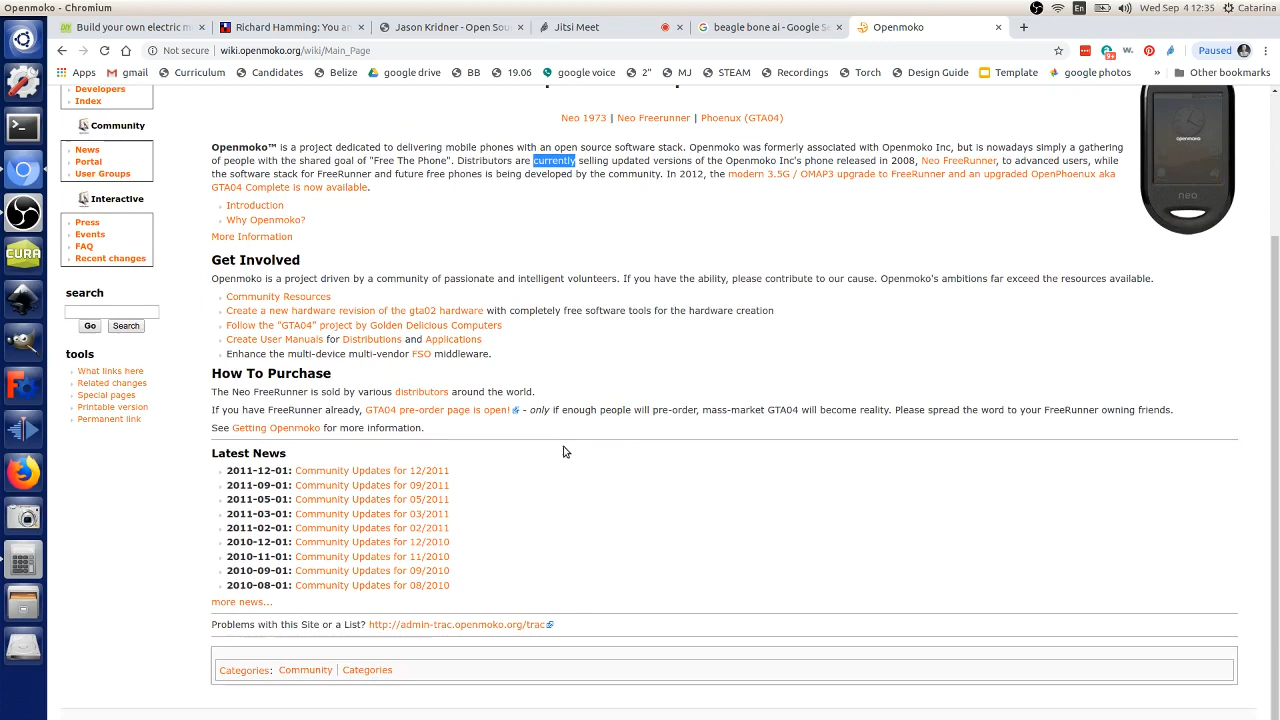 Openmoko - Chromium
En
Wed Sep 4 12:35
Catarina
Build your own electric m
Richard Hamming: You an
Jason Kridner - Open Sou
Jitsi Meet
beagle bone ai - Google S
Openmoko
Not secure
wiki.openmoko.org/wiki/Main_Page
9+
Paused
Apps
gmail
Curriculum
Candidates
Belize
google drive
BB
19.06
google voice
2"
MJ
STEAM
Recordings
Torch
Design Guide
Template
google photos
»
Other bookmarks
Developers
Index
Community
News
Portal
User Groups
Interactive
Press
Events
FAQ
Recent changes
search
Go
Search
tools
What links here
Related changes
Special pages
Printable version
Permanent link
Neo 1973 | Neo Freerunner | Phoenux (GTA04)
Openmoko™ is a project dedicated to delivering mobile phones with an open source software stack. Openmoko was earlier
of people with the shared goal of "Free The Phone". Distributors are currently selling updated versions of the Openmoko's phone released in 2008, Neo FreeRunner, to advanced users, while
the software stack for FreeRunner and future free phones is being developed by the community. In 2012, the modern 3.5G / OMAP3 upgrade to FreeRunner and an upgraded OpenPhoenux aka
GTA04 Complete is now available.
Introduction
Why Openmoko?
More Information
openmoko
neo
Get Involved
Openmoko is a project driven by a community of passionate and intelligent volunteers. If you have the ability, please contribute to our cause. Openmoko's ambitions far exceed the resources available.
Community Resources
Create a new hardware revision of the gta02 hardware with completely free software tools for the hardware creation
Follow the "GTA04" project by Golden Delicious Computers
Create User Manuals for Distributions and Applications
Enhance the multi-device multi-vendor FSO middleware.
How To Purchase
The Neo FreeRunner is sold by various distributors around the world.
If you have FreeRunner already, GTA04 pre-order page is open! - only if enough people will pre-order, mass-market GTA04 will become reality. Please spread the word to your FreeRunner owning friends.
See Getting Openmoko for more information.
Latest News
2011-12-01: Community Updates for 12/2011
2011-09-01: Community Updates for 09/2011
2011-05-01: Community Updates for 05/2011
2011-03-01: Community Updates for 03/2011
2011-02-01: Community Updates for 02/2011
2010-12-01: Community Updates for 12/2010
2010-11-01: Community Updates for 11/2010
2010-09-01: Community Updates for 09/2010
2010-08-01: Community Updates for 08/2010
more news...
Problems with this Site or a List? http://admin-trac.openmoko.org/trac
Categories: Community | Categories
CURA